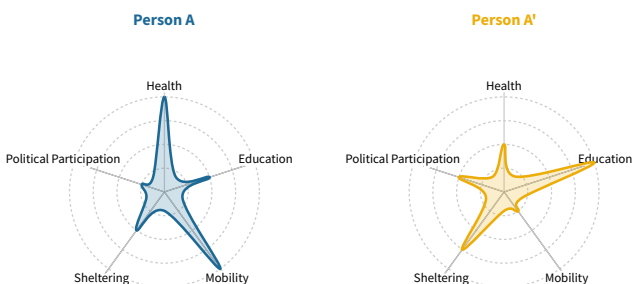 Person A
Person A'
Health
Health
Political Participation
Education
Political Participation
Education
Sheltering
Mobility
Sheltering
Mobility